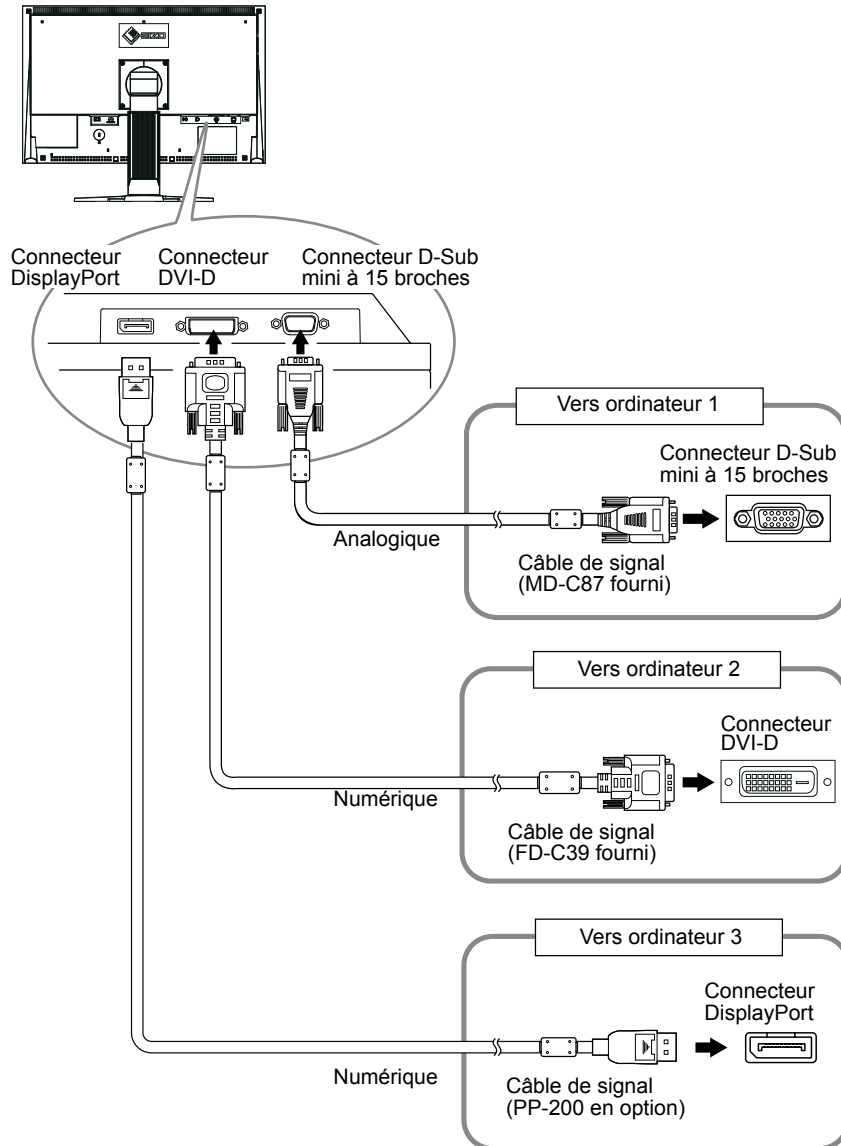 EIZO
Connecteur
DisplayPort
Connecteur
DVI-D
Connecteur D-Sub
mini à 15 broches
Vers ordinateur 1
Connecteur D-Sub
mini à 15 broches
Analogique
Câble de signal
(MD-C87 fourni)
Vers ordinateur 2
Connecteur
DVI-D
Numérique
Câble de signal
(FD-C39 fourni)
Vers ordinateur 3
Connecteur
DisplayPort
Numérique
Câble de signal
(PP-200 en option)